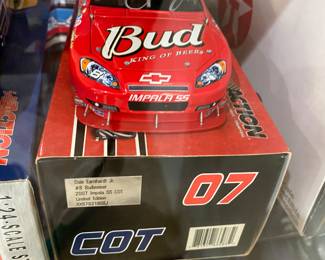 Bud
KING OF BEERS
IMPALA SS
ACTION
Dale Earnhardt Jr.
#8 Budweiser
2007 Impala SS COT
Limited Edition
07
COT
1:24-SCALE S